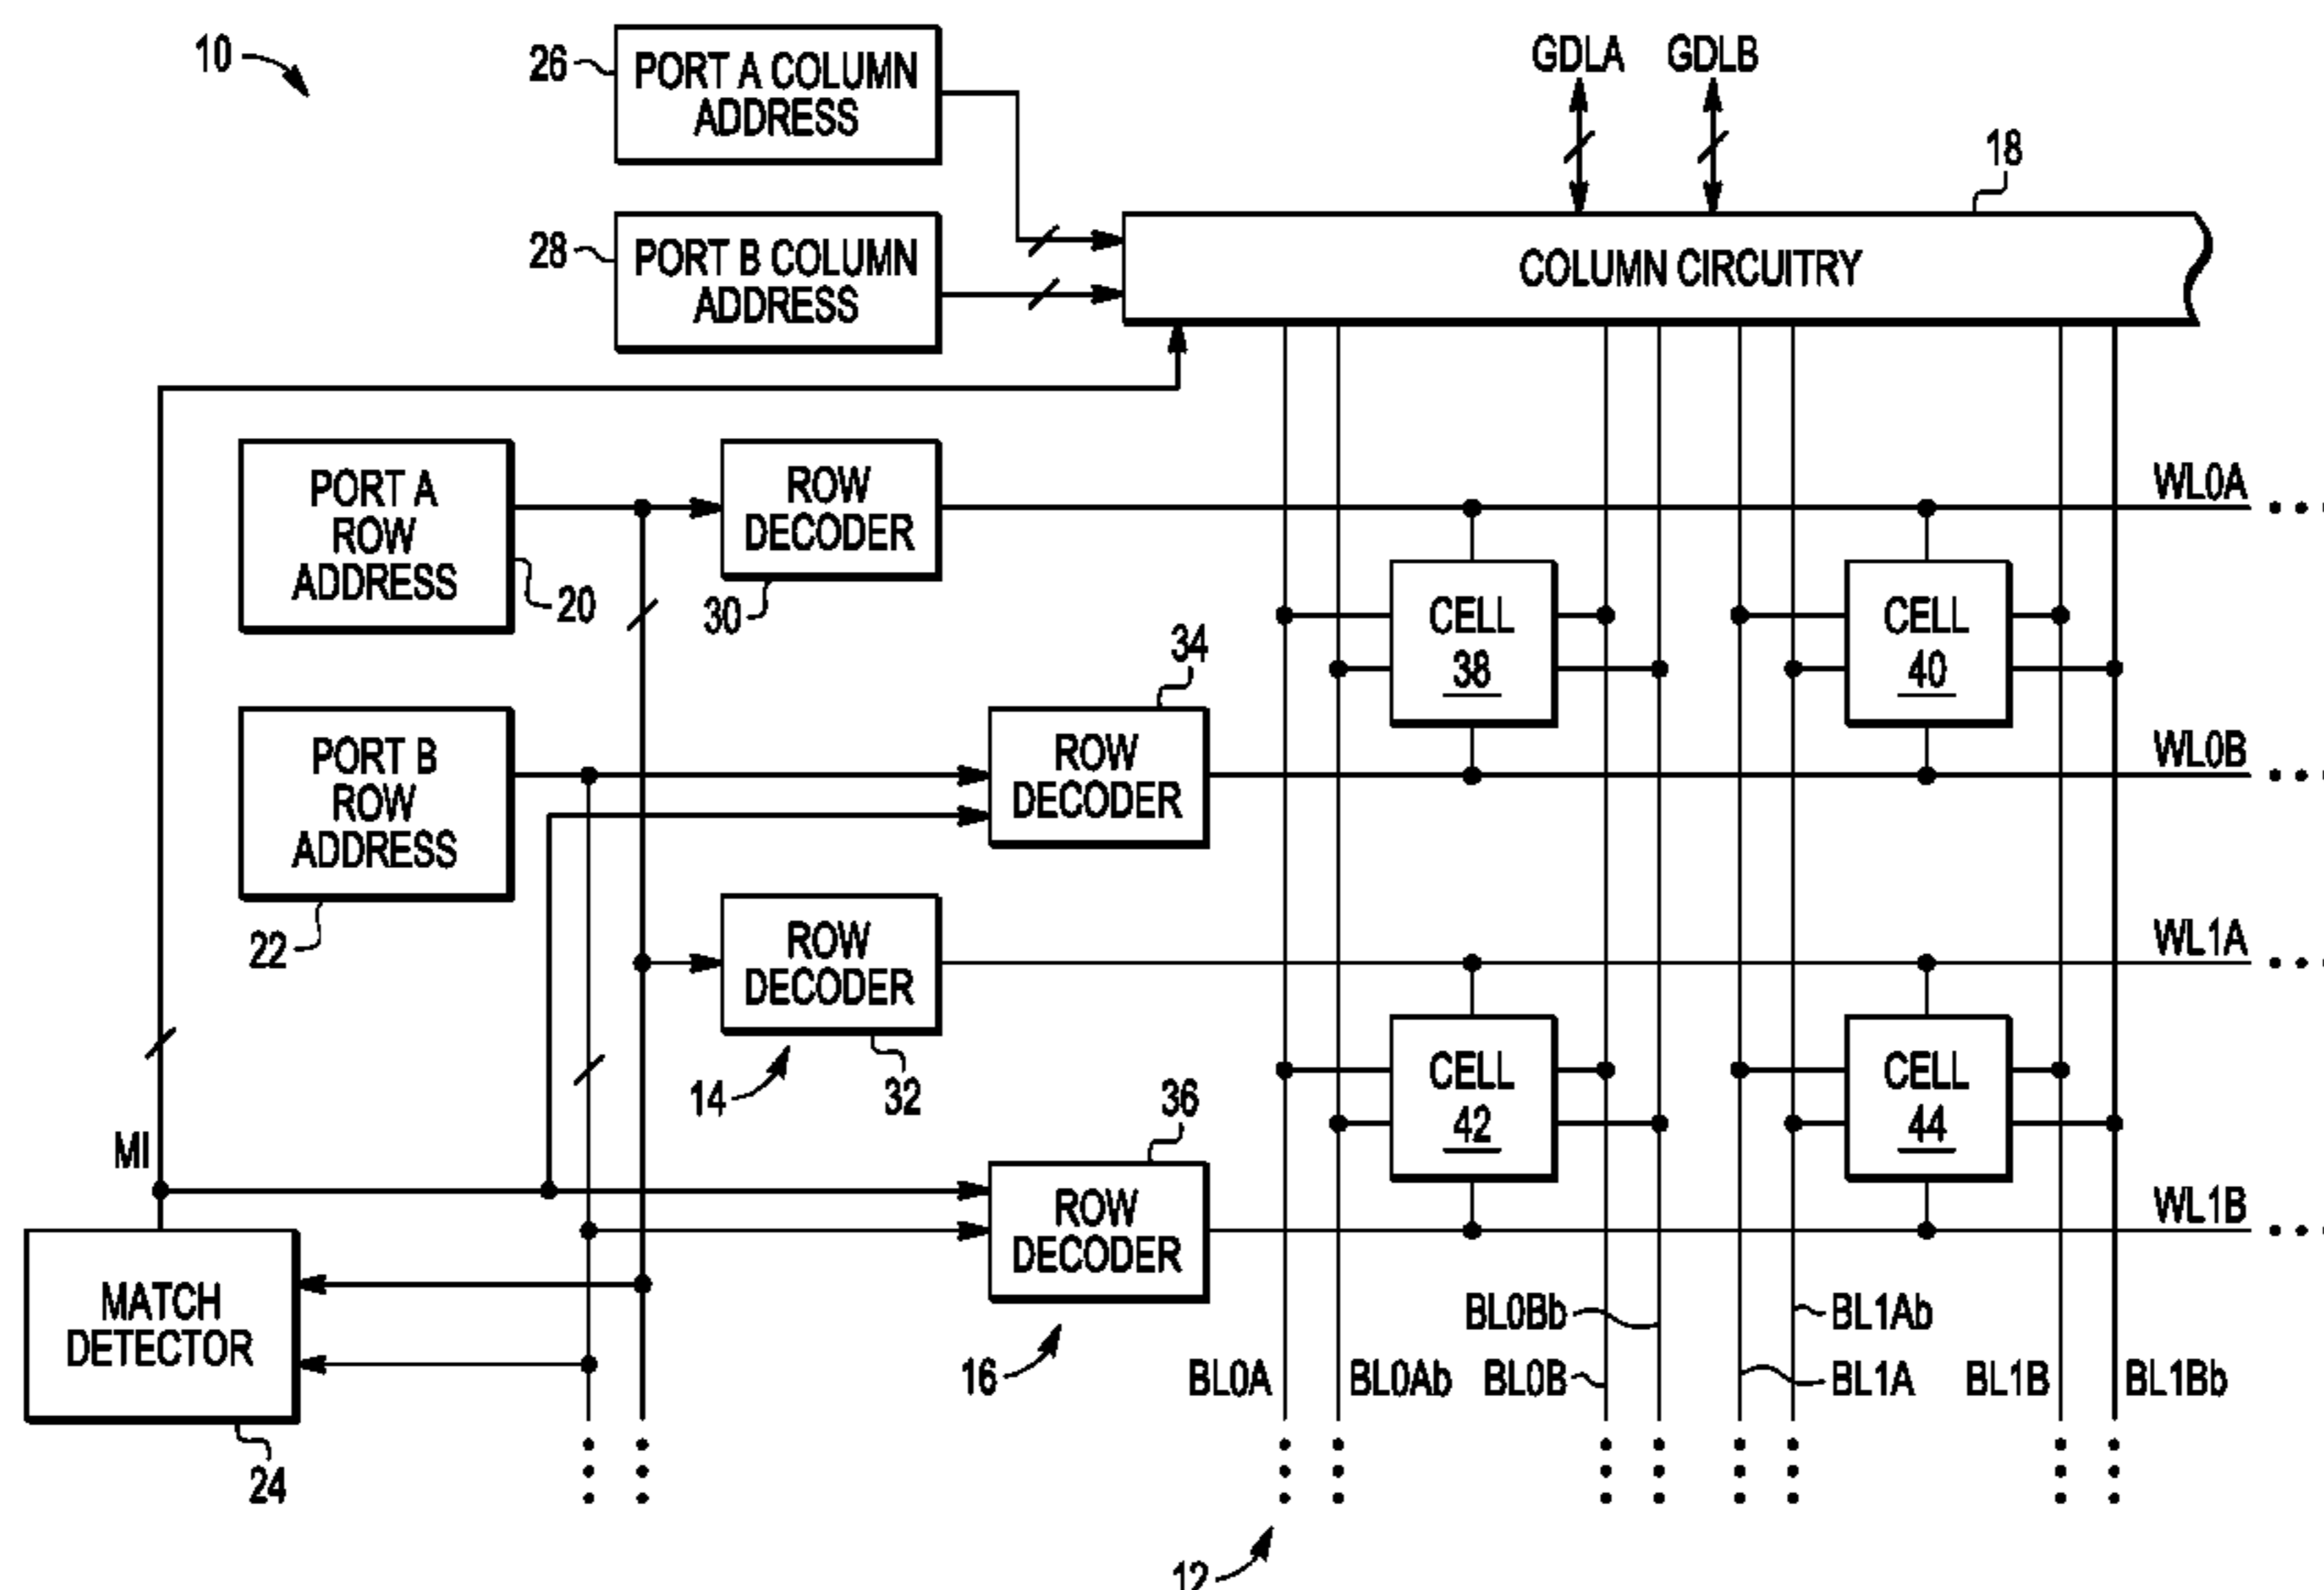 10
26
PORT A COLUMN
ADDRESS
GDLA
GDLB
18
28
PORT B COLUMN
ADDRESS
COLUMN CIRCUITRY
PORT A
ROW
ADDRESS
20
ROW
DECODER
30
WL0A
CELL
38
CELL
40
34
PORT B
ROW
ADDRESS
22
ROW
DECODER
WL0B
ROW
DECODER
14
32
WL1A
CELL
42
CELL
44
36
MI
ROW
DECODER
WL1B
MATCH
DETECTOR
24
16
BL0Bb
BL1Ab
BL0A
BL0Ab
BL0B
BL1A
BL1B
BL1Bb
12